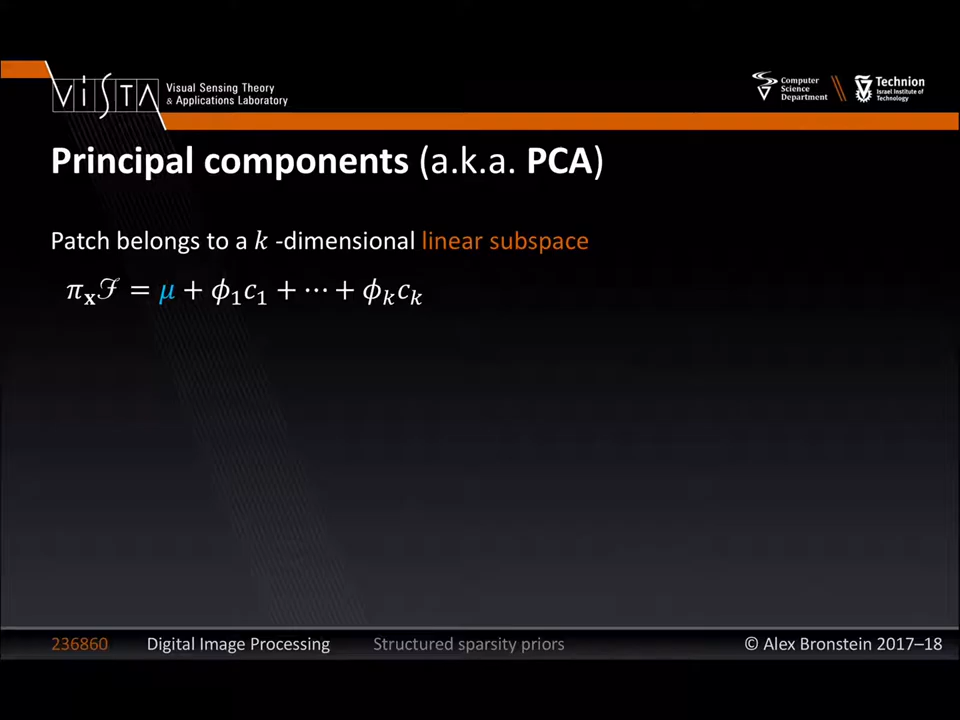 ViSTA
Visual Sensing Theory
& Applications Laboratory
Computer
Science
Department
Technion
Israel Institute of
Technology
Principal components (a.k.a. PCA)
Patch belongs to a 𝑘 -dimensional linear subspace
π𝐱ℱ = μ + ϕ₁c₁ + ⋯ + ϕₖcₖ
236860 Digital Image Processing Structured sparsity priors © Alex Bronstein 2017–18